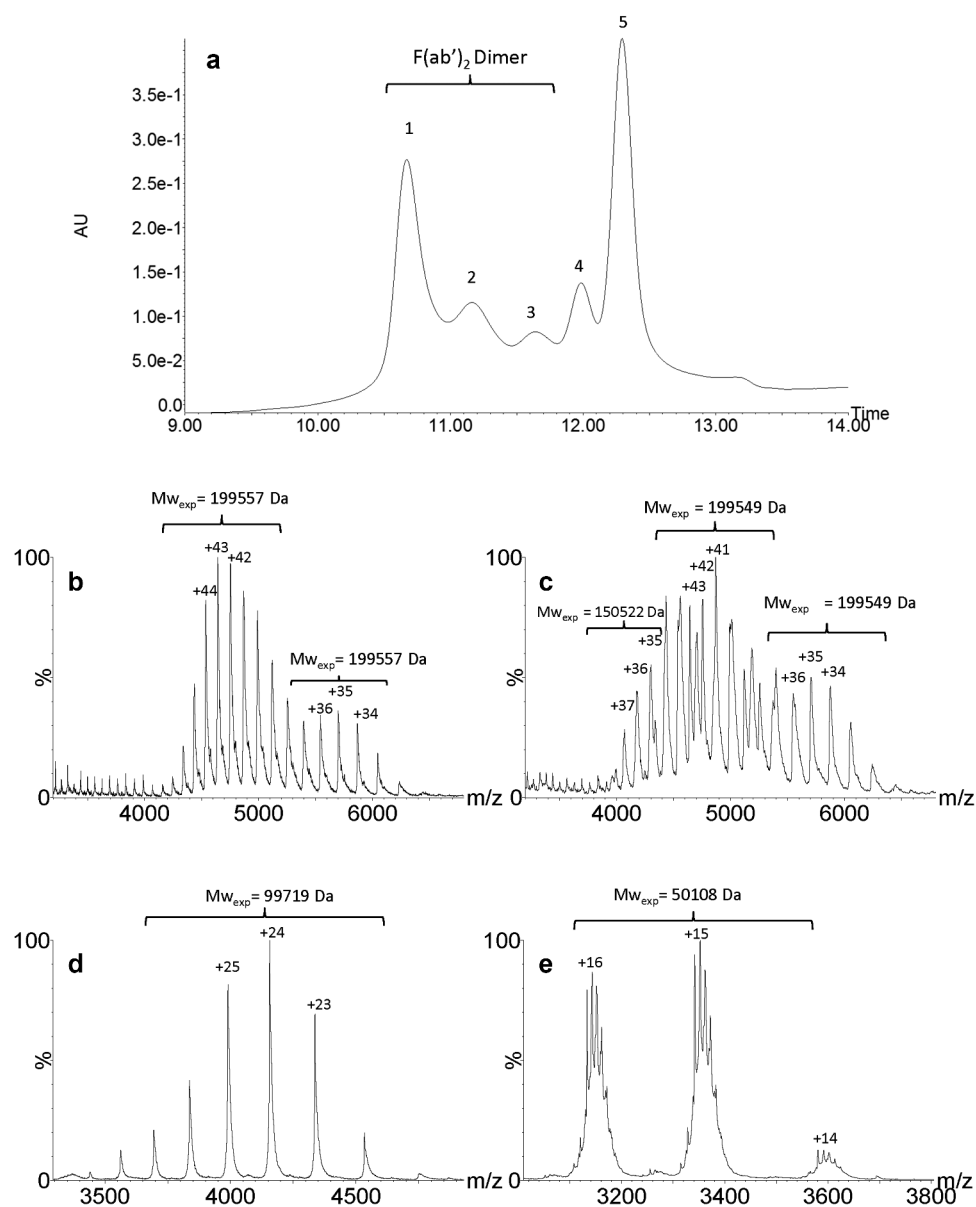 a
F(ab')2 Dimer
1
2
3
4
5
AU
3.5e-1
3.0e-1
2.5e-1
2.0e-1
1.5e-1
1.0e-1
5.0e-2
0.0
9.00 10.00 11.00 12.00 13.00 14.00
Time
b
Mwexp= 199557 Da
+44
+43
+42
Mwexp= 199557 Da
+36
+35
+34
100
%
0
4000 5000 6000
m/z
c
Mwexp = 199549 Da
+43
+42
+41
Mwexp = 150522 Da
+37
+36
+35
Mwexp = 199549 Da
+36
+35
+34
100
%
0
4000 5000 6000
m/z
d
Mwexp= 99719 Da
+25
+24
+23
100
%
0
3500 4000 4500
m/z
e
Mwexp= 50108 Da
+16
+15
+14
100
%
0
3200 3400 3600 3800
m/z